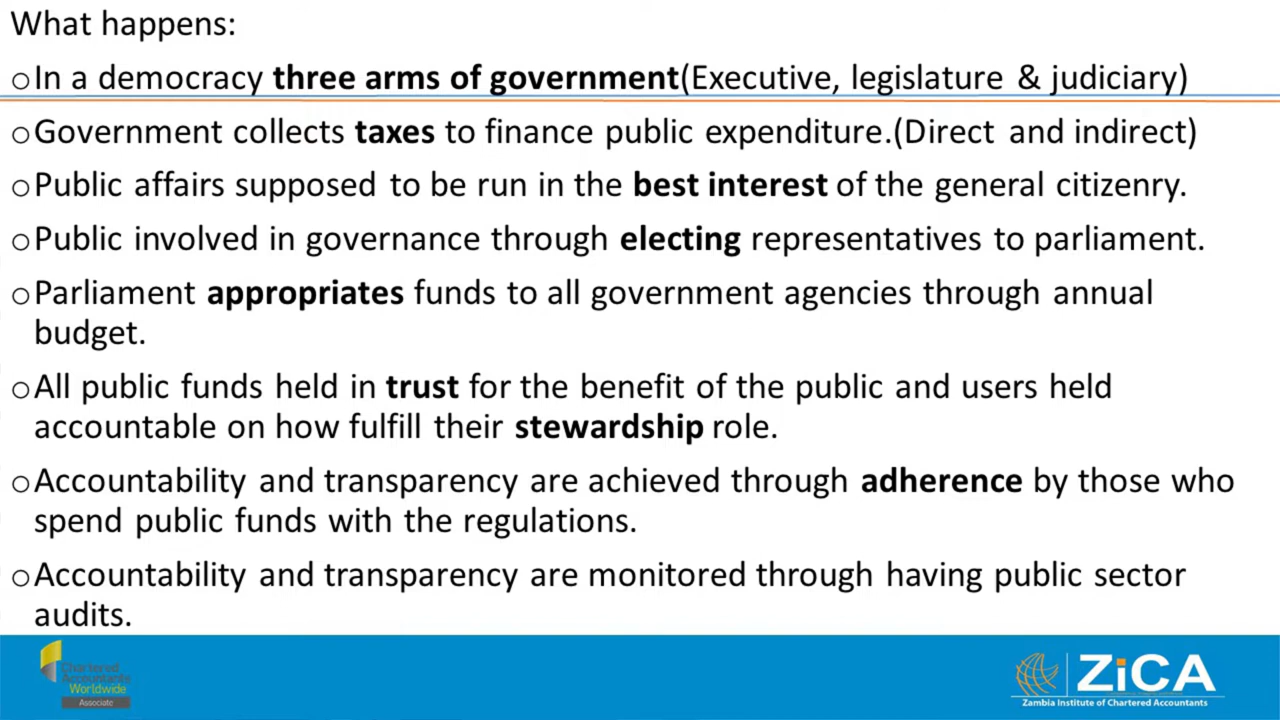 What happens:
oIn a democracy three arms of government(Executive, legislature & judiciary)
oGovernment collects taxes to finance public expenditure.(Direct and indirect)
oPublic affairs supposed to be run in the best interest of the general citizenry.
oPublic involved in governance through electing representatives to parliament.
oParliament appropriates funds to all government agencies through annual
budget.
oAll public funds held in trust for the benefit of the public and users held
accountable on how fulfill their stewardship role.
oAccountability and transparency are achieved through adherence by those who
spend public funds with the regulations.
oAccountability and transparency are monitored through having public sector
audits.
Chartered
Accountants
Worldwide
Associate
ZiCA
Zambia Institute of Chartered Accountants